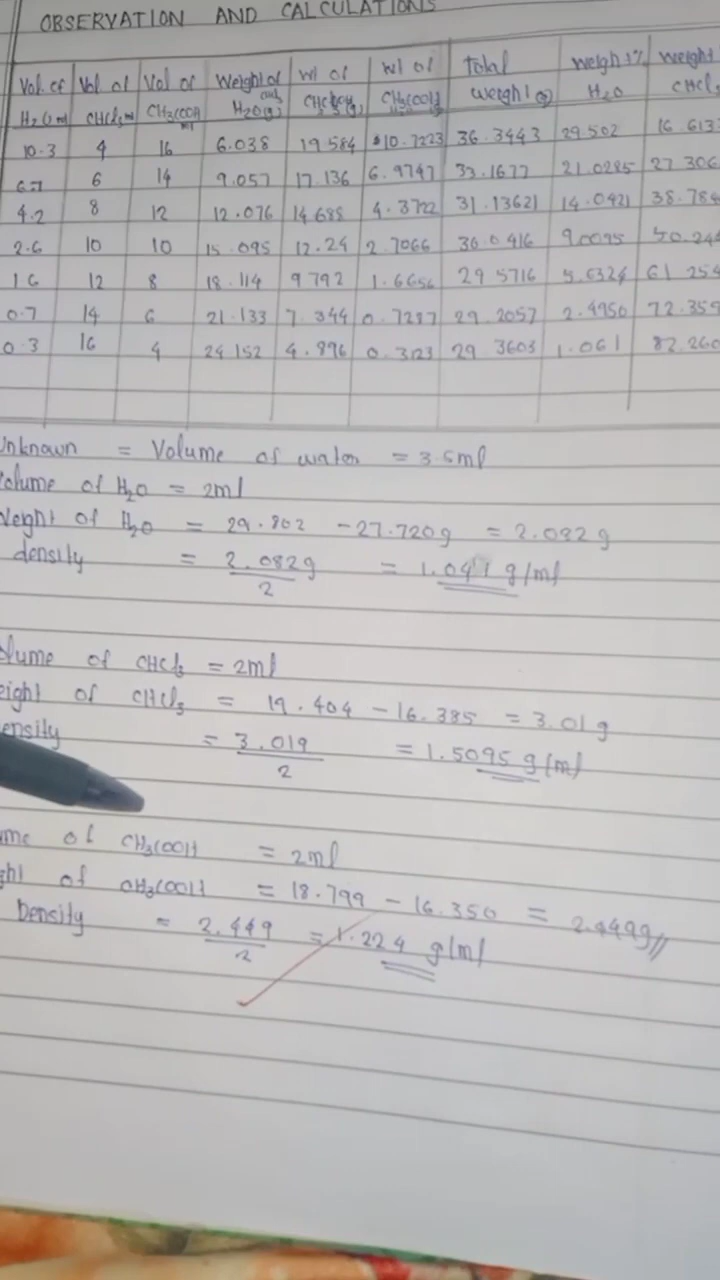 OBSERVATION AND CALCULATIONS
Vol. of H2O ml Vol of CHCl3 ml Vol of CH3COOH ml Weight of H2O(g) Wt of Wt of CH3COOH Total weight (g) Weight % H2O Weight CHCl
10.3 4 16 6.038 19.584 10.7223 36.3443 29.502 16.613
6.7 6 14 9.057 17.136 6.9747 33.1677 21.0285 27.306
4.2 8 12 12.076 14.688 4.3722 31.13621 14.0421 38.784
2.6 10 10 15.095 12.24 2.7066 30.0416 9.0095 50.244
1.6 12 8 18.114 9.792 1.6656 29.5716 5.6324 61.254
0.7 14 6 21.133 7.344 0.7287 29.2057 2.4950 72.359
0.3 16 4 24.152 4.896 0.3123 29.3603 1.061 82.260
Unknown = Volume of water = 3.5ml
Volume of H2O = 2ml
Weight of H2O = 29.802 - 27.720g = 2.082g
density = 2.082g / 2 = 1.041 g/ml
olume of CHCl3 = 2ml
eight of CHCl3 = 19.404 - 16.385 = 3.01g
ensity = 3.019 / 2 = 1.5095 g/ml
ume of CH3COOH = 2ml
ght of CH3COOH = 18.799 - 16.350 = 2.449g
Density = 2.449 / 2 = 1.224 g/ml